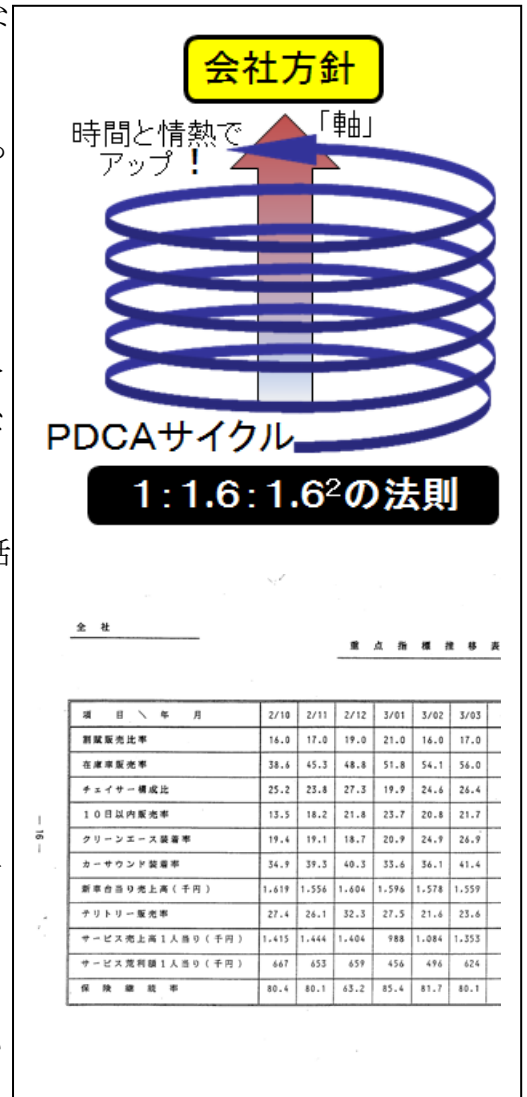 会社方針
「軸」
時間と情熱で
アップ！
PDCAサイクル
1:1.6:1.6²の法則
話
全 社
重 点 指 標 推 移 表
項 目 \ 年 月 2/10 2/11 2/12 3/01 3/02 3/03
割賦販売比率 16.0 17.0 19.0 21.0 16.0 17.0
在庫車販売率 38.6 45.3 48.8 51.8 54.1 56.0
チェイサー構成比 25.2 23.8 27.3 19.9 24.6 26.4
10日以内販売率 13.5 18.2 21.8 23.7 20.8 21.7
クリーンエース装着率 19.4 19.1 18.7 20.9 24.9 26.9
カーサウンド装着率 34.9 39.3 40.3 33.6 36.1 41.4
新車台当り売上高(千円) 1.619 1.556 1.604 1.596 1.578 1.559
テリトリー販売率 27.4 26.1 32.3 27.5 21.6 23.6
サービス売上高1人当り(千円) 1.415 1.444 1.404 988 1.084 1.353
サービス荒利額1人当り(千円) 667 653 659 456 496 624
保 険 継 続 率 80.4 80.1 63.2 85.4 81.7 80.1
— 16 —